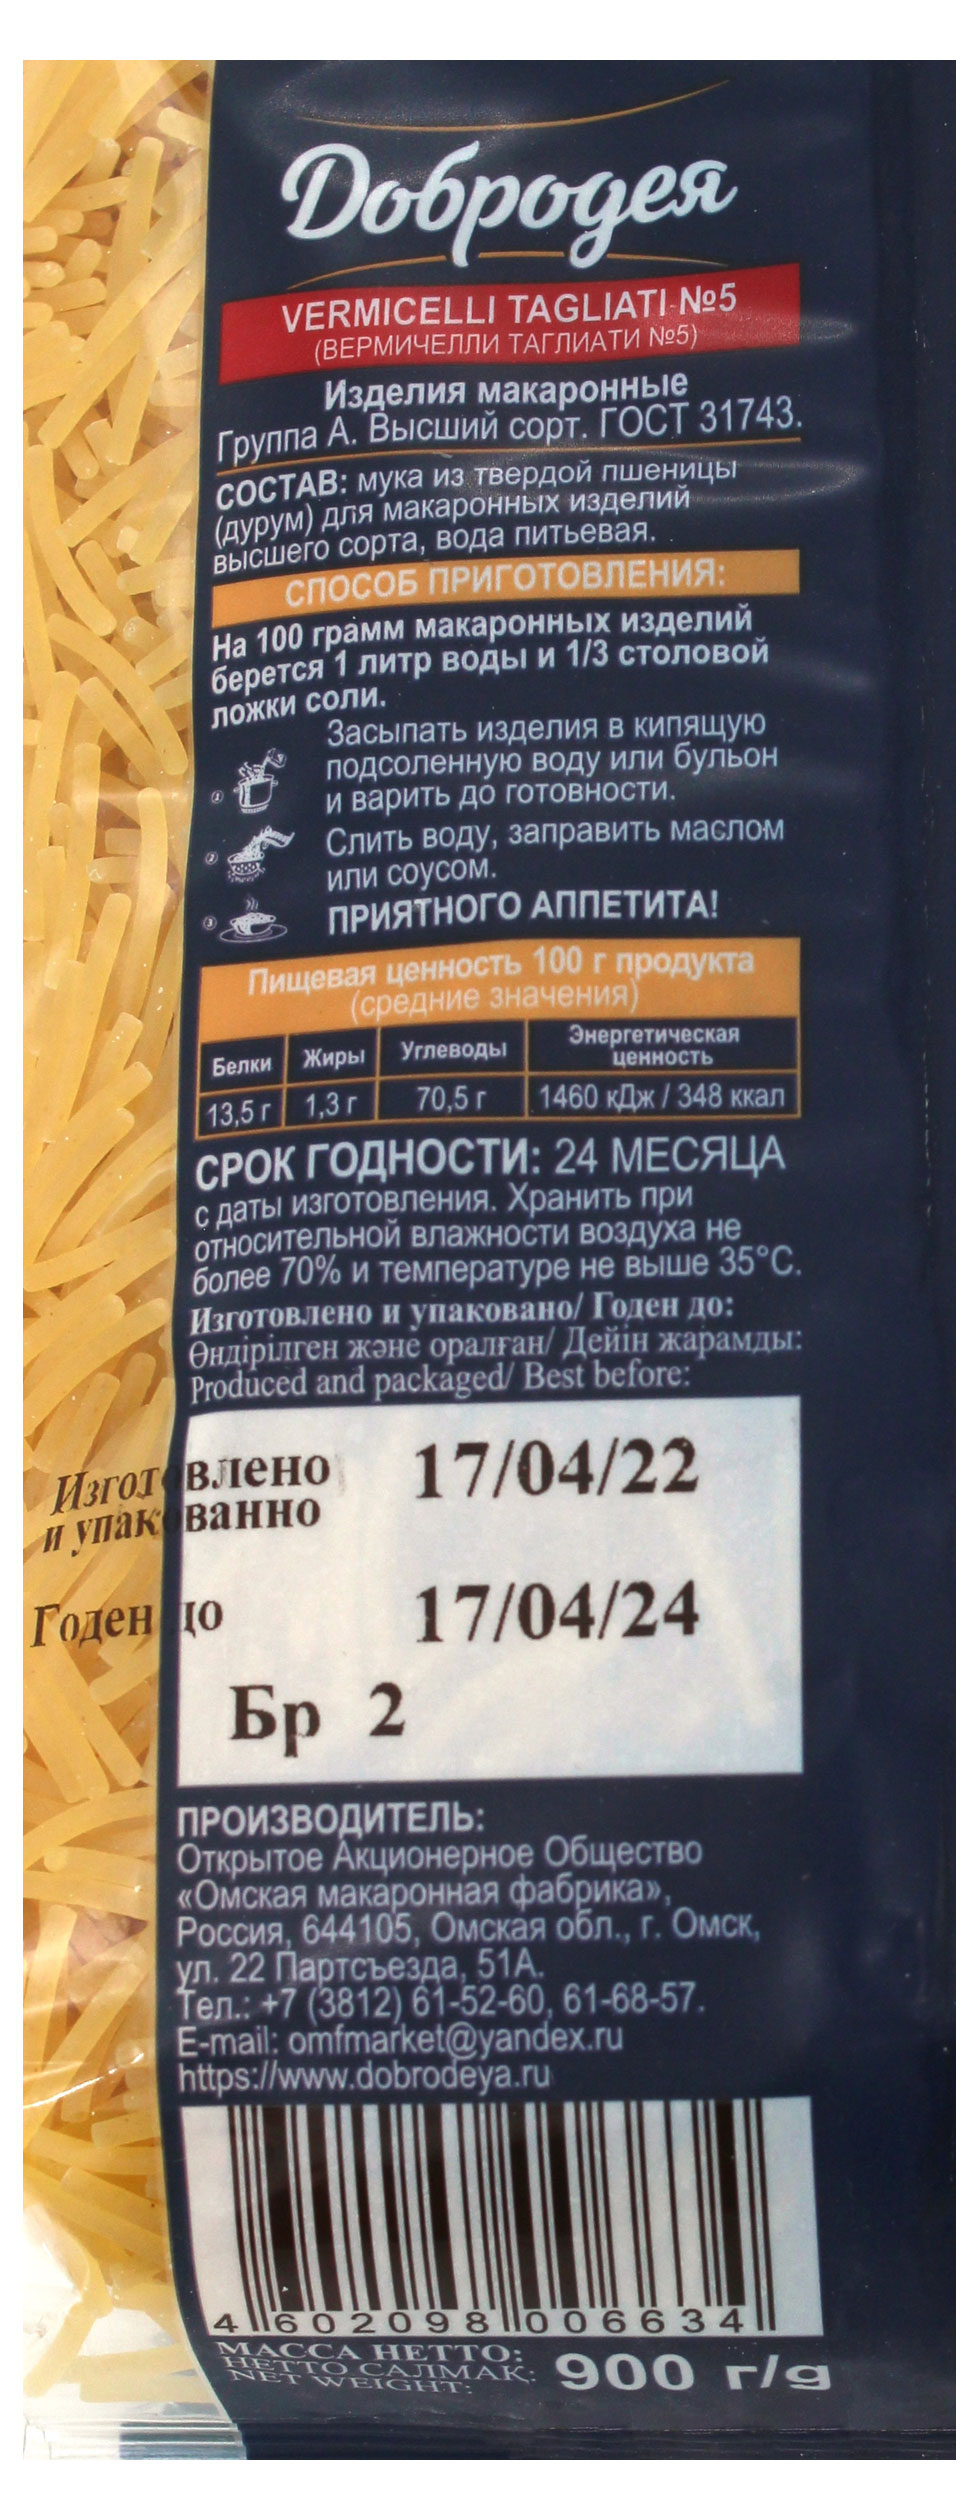 Добродея
VERMICELLI TAGLIATI №5
(ВЕРМИЧЕЛЛИ ТАГЛИАТИ №5)
Изделия макаронные
Группа А. Высший сорт. ГОСТ 31743.
СОСТАВ: мука из твердой пшеницы
(дурум) для макаронных изделий
высшего сорта, вода питьевая.
СПОСОБ ПРИГОТОВЛЕНИЯ:
На 100 грамм макаронных изделий
берется 1 литр воды и 1/3 столовой
ложки соли.
1 Засыпать изделия в кипящую
подсоленную воду или бульон
и варить до готовности.
2 Слить воду, заправить маслом
или соусом.
3 ПРИЯТНОГО АППЕТИТА!
Пищевая ценность 100 г продукта
(средние значения)
Белки Жиры Углеводы Энергетическая ценность
13,5 г 1,3 г 70,5 г 1460 кДж / 348 ккал
СРОК ГОДНОСТИ: 24 МЕСЯЦА
с даты изготовления. Хранить при
относительной влажности воздуха не
более 70% и температуре не выше 35°С.
Изготовлено и упаковано/ Годен до:
Өндірілген және оралған/ Дейін жарамды:
Produced and packaged/ Best before:
Изготовлено 17/04/22
и упакованно
Годен до 17/04/24
Бр 2
ПРОИЗВОДИТЕЛЬ:
Открытое Акционерное Общество
«Омская макаронная фабрика»,
Россия, 644105, Омская обл., г. Омск,
ул. 22 Партсъезда, 51А.
Тел.: +7 (3812) 61-52-60, 61-68-57.
E-mail: omfmarket@yandex.ru
https://www.dobrodeya.ru
4 602098 006634
МАССА НЕТТО:
НЕТТО САЛМАҚ: 900 г/g
NET WEIGHT: